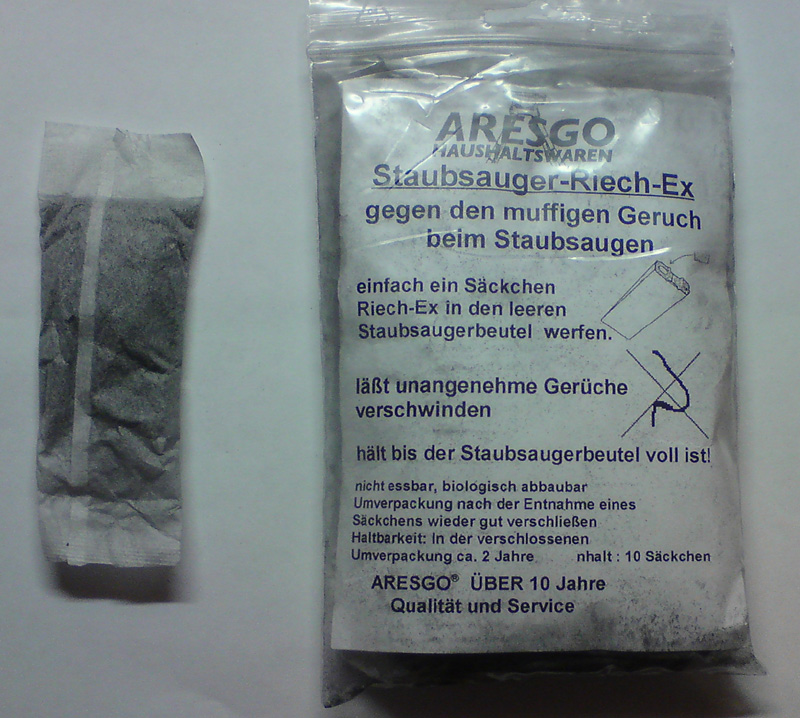 ARESGO
HAUSHALTSWAREN
Staubsauger-Riech-Ex
gegen den muffigen Geruch
beim Staubsaugen
einfach ein Säckchen
Riech-Ex in den leeren
Staubsaugerbeutel werfen.
läßt unangenehme Gerüche
verschwinden
hält bis der Staubsaugerbeutel voll ist!
nicht essbar, biologisch abbaubar
Umverpackung nach der Entnahme eines
Säckchens wieder gut verschließen
Haltbarkeit: In der verschlossenen
Umverpackung ca. 2 Jahre nhalt : 10 Säckchen
ARESGO® ÜBER 10 Jahre
Qualität und Service